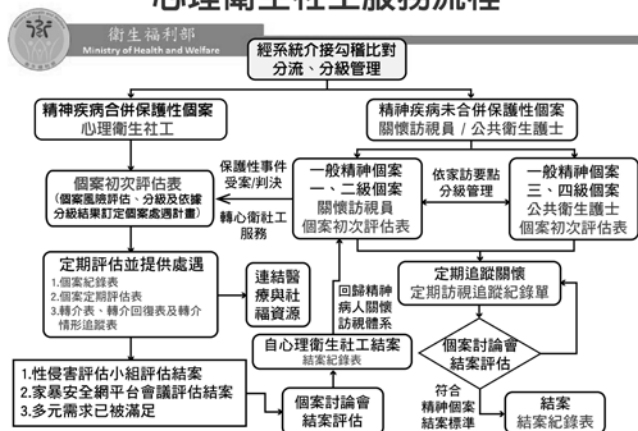 心理衛生社工服務流程
衛生福利部
Ministry of Health and Welfare
經系統介接勾稽比對
分流、分級管理
精神疾病合併保護性個案
心理衛生社工
精神疾病未合併保護性個案
關懷訪視員 / 公共衛生護士
個案初次評估表
(個案風險評估、分級及依據
分級結果訂定個案處遇計畫)
保護性事件
受案/判決
轉心衛社工
服務
一般精神個案
一、二級個案
關懷訪視員
個案初次評估表
依家訪要點
分級管理
一般精神個案
三、四級個案
公共衛生護士
個案初次評估表
定期評估並提供處遇
1.個案紀錄表
2.個案定期評估表
3.轉介表、轉介回復表及轉介
情形追蹤表
連結醫
療與社
福資源
回歸精神
病人關懷
訪視體系
定期追蹤關懷
定期訪視追蹤紀錄單
自心理衛生社工結案
結案紀錄表
個案討論會
結案評估
1.性侵害評估小組評估結案
2.家暴安全網平台會議評估結案
3.多元需求已被滿足
個案討論會
結案評估
符合
精神個案
結案標準
結案
結案紀錄表